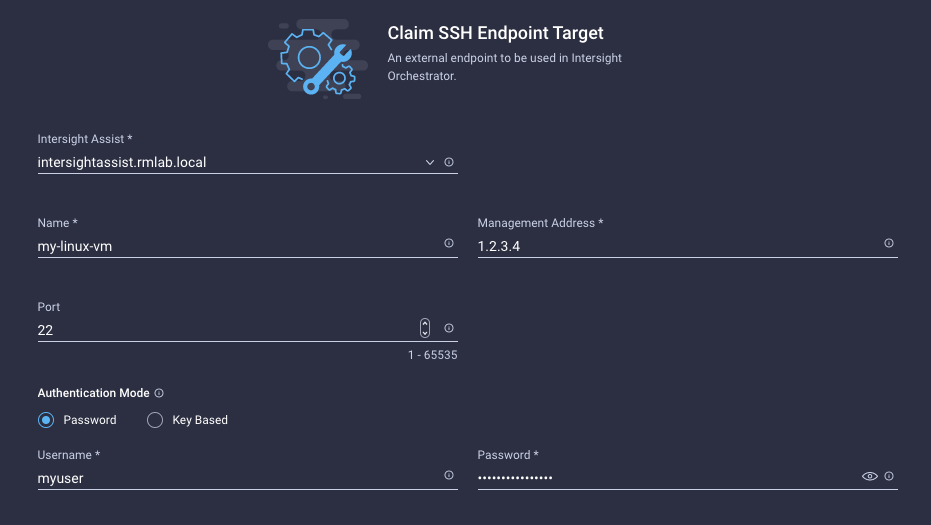 Claim SSH Endpoint Target
An external endpoint to be used in Intersight
Orchestrator.
Intersight Assist *
intersightassist.rmlab.local
Name *
my-linux-vm
Management Address *
1.2.3.4
Port
22
1 - 65535
Authentication Mode
Password
Key Based
Username *
myuser
Password *
••••••••••••••••